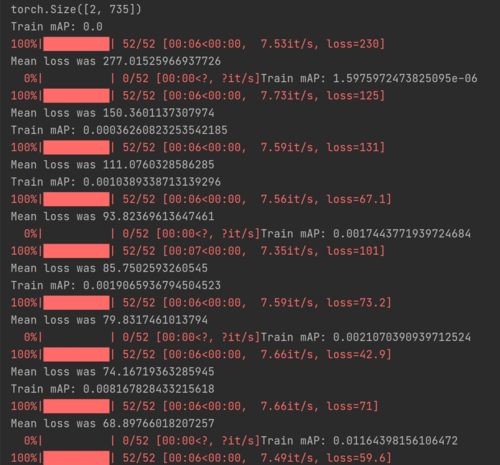 torch.Size([2, 735])
Train mAP: 0.0
100%|██████████| 52/52 [00:06<00:00,  7.53it/s, loss=230]
Mean loss was 277.01525966937726
  0%|          | 0/52 [00:00<?, ?it/s]Train mAP: 1.5975972473825095e-06
100%|██████████| 52/52 [00:06<00:00,  7.73it/s, loss=125]
Mean loss was 150.3601137307974
Train mAP: 0.00036260823253542185
100%|██████████| 52/52 [00:06<00:00,  7.59it/s, loss=131]
Mean loss was 111.0760328586285
Train mAP: 0.0010389338713139296
100%|██████████| 52/52 [00:06<00:00,  7.56it/s, loss=67.1]
Mean loss was 93.82369613647461
  0%|          | 0/52 [00:00<?, ?it/s]Train mAP: 0.0017443771939724684
100%|██████████| 52/52 [00:07<00:00,  7.35it/s, loss=101]
Mean loss was 85.7502593260545
Train mAP: 0.0019065936794504523
100%|██████████| 52/52 [00:06<00:00,  7.59it/s, loss=73.2]
Mean loss was 79.8317461013794
  0%|          | 0/52 [00:00<?, ?it/s]Train mAP: 0.0021070390939712524
100%|██████████| 52/52 [00:06<00:00,  7.66it/s, loss=42.9]
Mean loss was 74.16719363285945
Train mAP: 0.008167828433215618
100%|██████████| 52/52 [00:06<00:00,  7.66it/s, loss=71]
Mean loss was 68.89766018207257
  0%|          | 0/52 [00:00<?, ?it/s]Train mAP: 0.01164398156106472
100%|██████████| 52/52 [00:06<00:00,  7.49it/s, loss=59.6]